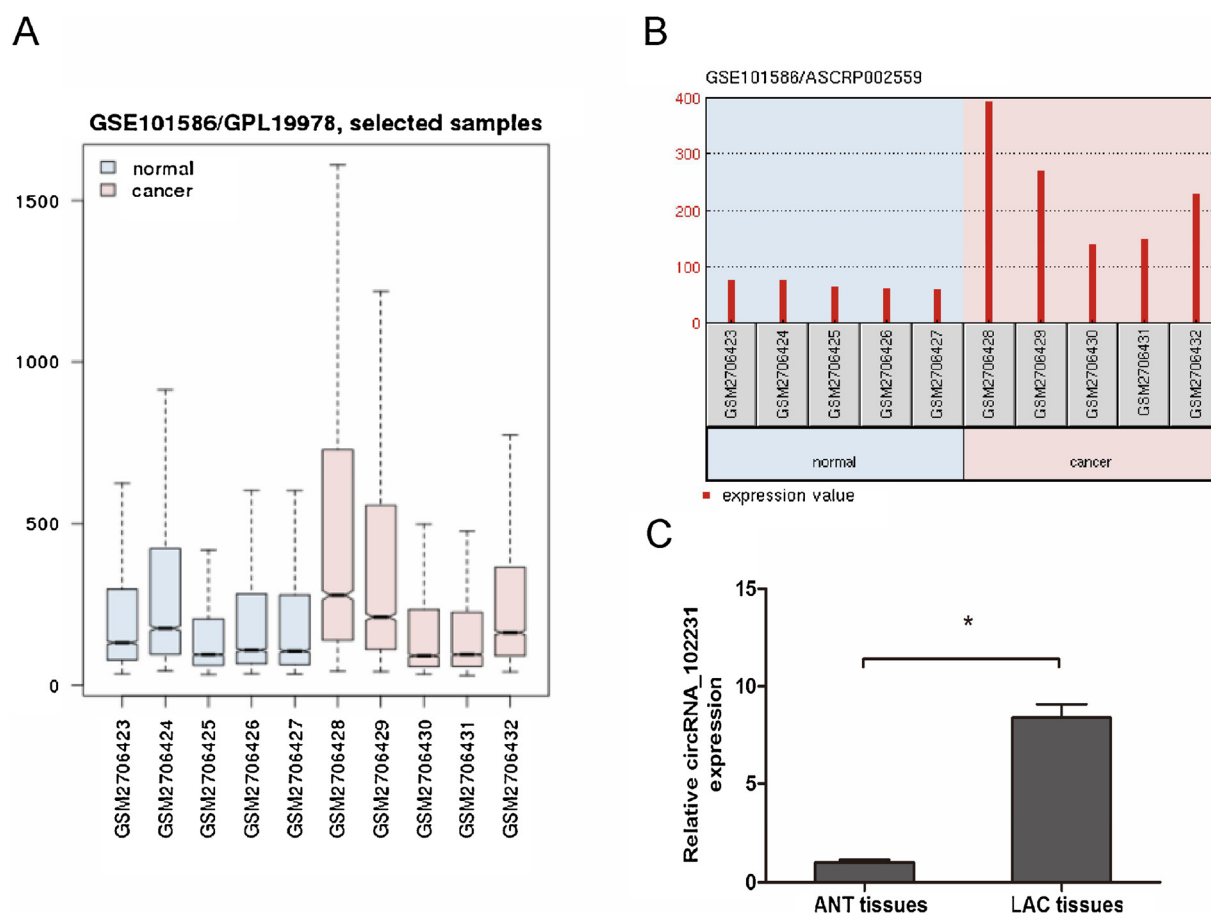 A
GSE101586/GPL19978, selected samples
normal
cancer
1500
1000
500
0
GSM2706423
GSM2706424
GSM2706425
GSM2706426
GSM2706427
GSM2706428
GSM2706429
GSM2706430
GSM2706431
GSM2706432
B
GSE101586/ASCRP002559
400
300
200
100
0
GSM2706423
GSM2706424
GSM2706425
GSM2706426
GSM2706427
GSM2706428
GSM2706429
GSM2706430
GSM2706431
GSM2706432
normal
cancer
expression value
C
Relative circRNA_102231
expression
15
10
5
0
*
ANT tissues
LAC tissues